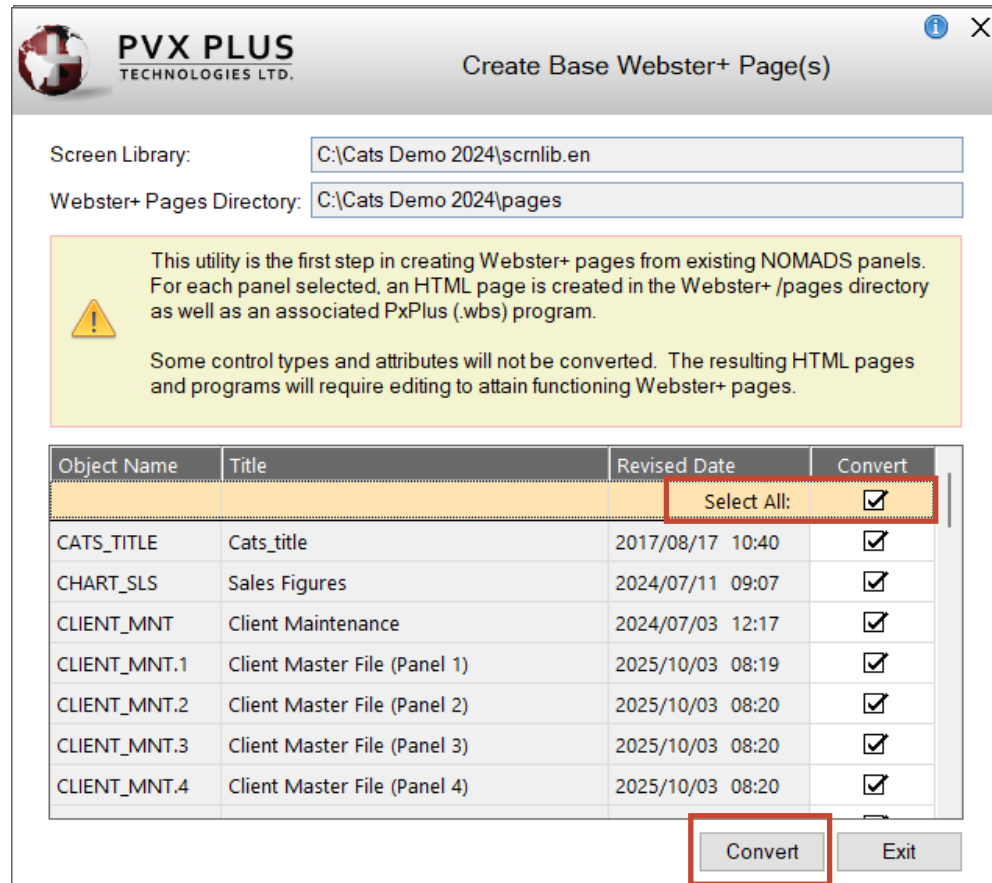 PVX PLUS
TECHNOLOGIES LTD.
Create Base Webster+ Page(s)
Screen Library: C:\Cats Demo 2024\scrnlib.en
Webster+ Pages Directory: C:\Cats Demo 2024\pages
This utility is the first step in creating Webster+ pages from existing NOMADS panels.
For each panel selected, an HTML page is created in the Webster+ /pages directory
as well as an associated PxPlus (.wbs) program.
Some control types and attributes will not be converted. The resulting HTML pages
and programs will require editing to attain functioning Webster+ pages.
Object Name Title Revised Date Convert
Select All:
CATS_TITLE Cats_title 2017/08/17 10:40
CHART_SLS Sales Figures 2024/07/11 09:07
CLIENT_MNT Client Maintenance 2024/07/03 12:17
CLIENT_MNT.1 Client Master File (Panel 1) 2025/10/03 08:19
CLIENT_MNT.2 Client Master File (Panel 2) 2025/10/03 08:20
CLIENT_MNT.3 Client Master File (Panel 3) 2025/10/03 08:20
CLIENT_MNT.4 Client Master File (Panel 4) 2025/10/03 08:20
Convert Exit